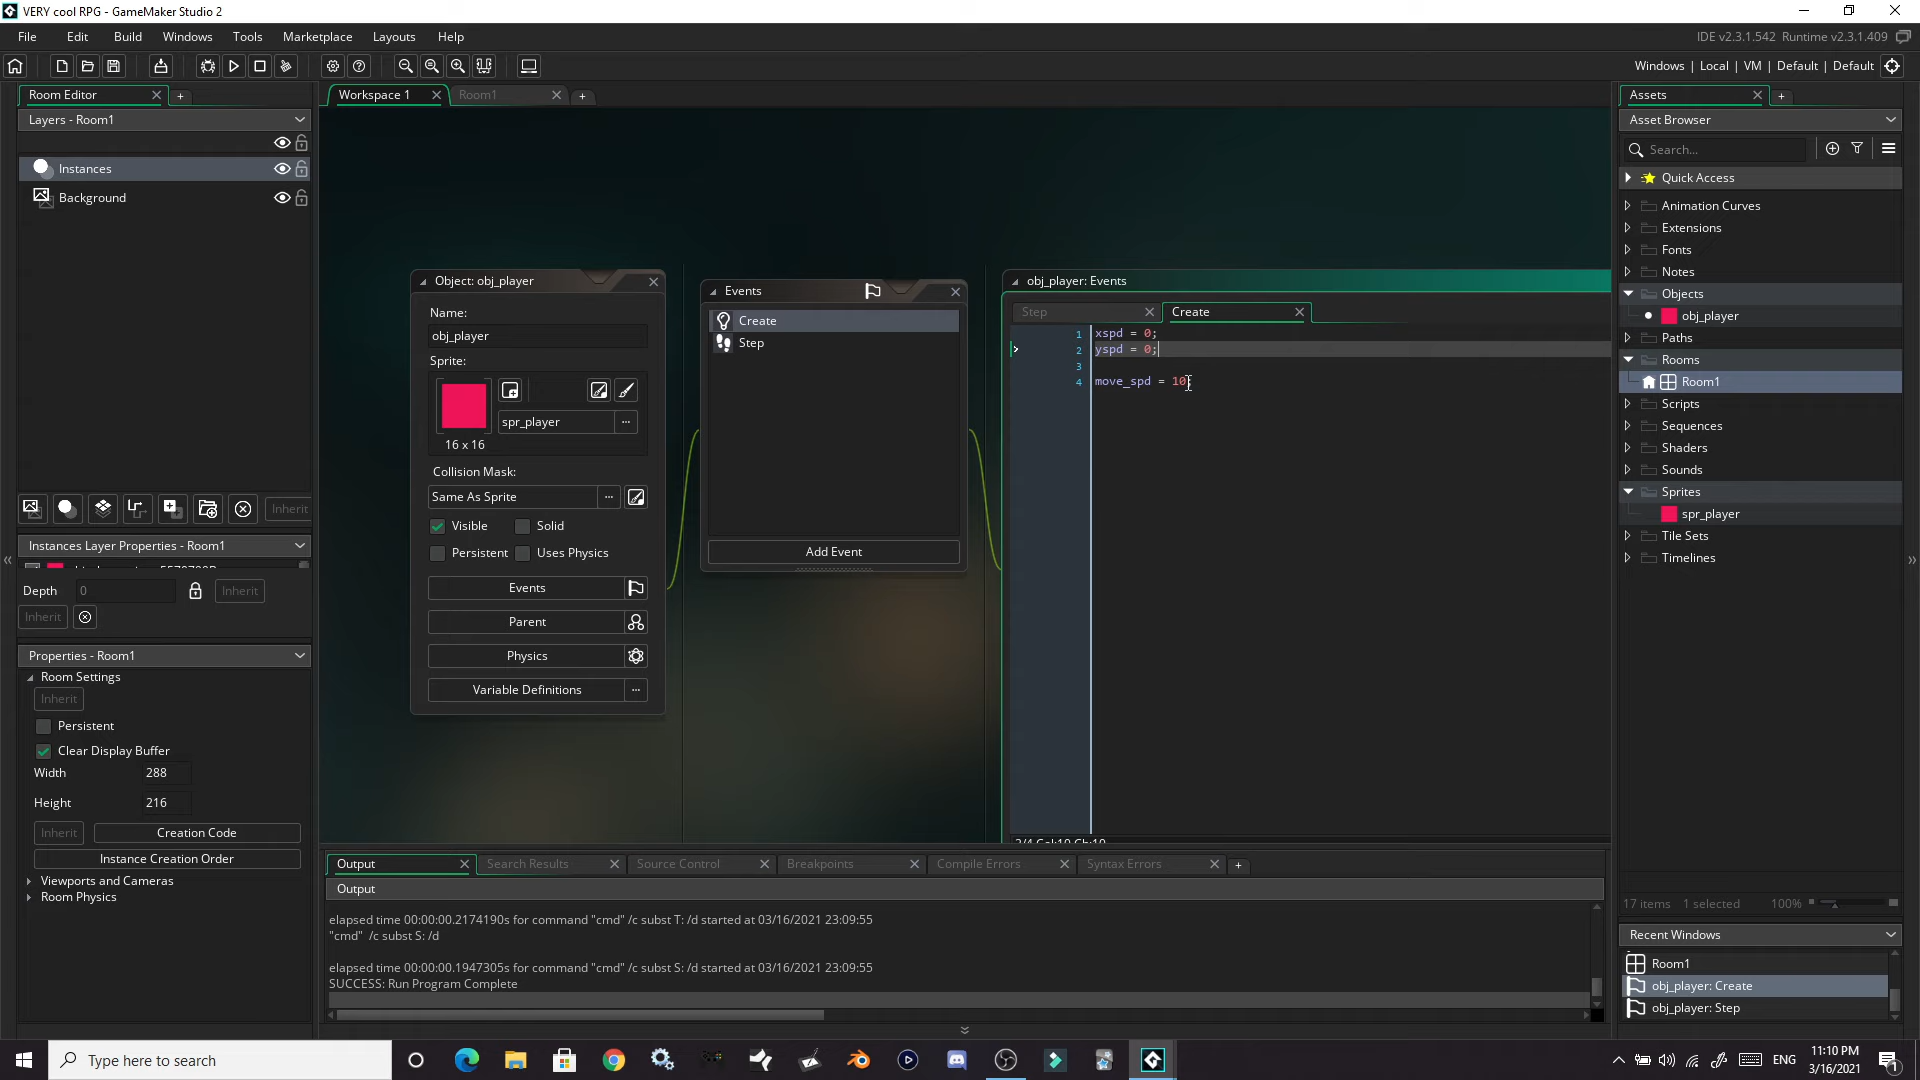 VERY cool RPG - GameMaker Studio 2
File Edit Build Windows Tools Marketplace Layouts Help
IDE v2.3.1.542 Runtime v2.3.1.409
Windows | Local | VM | Default | Default
Room Editor
Layers - Room1
Instances
Background
Inherit
Instances Layer Properties - Room1
Depth 0 Inherit
Inherit
Properties - Room1
Room Settings
Inherit
Persistent
Clear Display Buffer
Width 288
Height 216
Inherit Creation Code
Instance Creation Order
Viewports and Cameras
Room Physics
Workspace 1 Room1
Object: obj_player
Name:
obj_player
Sprite:
spr_player
16 x 16
Collision Mask:
Same As Sprite
Visible Solid
Persistent Uses Physics
Events
Parent
Physics
Variable Definitions
Events
Create
Step
Add Event
obj_player: Events
Step Create
1 xspd = 0;
2 yspd = 0;
3
4 move_spd = 10;
Output Search Results Source Control Breakpoints Compile Errors Syntax Errors
Output
elapsed time 00:00:00.2174190s for command "cmd" /c subst T: /d started at 03/16/2021 23:09:55
"cmd" /c subst S: /d
elapsed time 00:00:00.1947305s for command "cmd" /c subst S: /d started at 03/16/2021 23:09:55
SUCCESS: Run Program Complete
Assets
Asset Browser
Search...
Quick Access
Animation Curves
Extensions
Fonts
Notes
Objects
obj_player
Paths
Rooms
Room1
Scripts
Sequences
Shaders
Sounds
Sprites
spr_player
Tile Sets
Timelines
17 items 1 selected 100%
Recent Windows
Room1
obj_player: Create
obj_player: Step
Type here to search
ENG
11:10 PM
3/16/2021
1